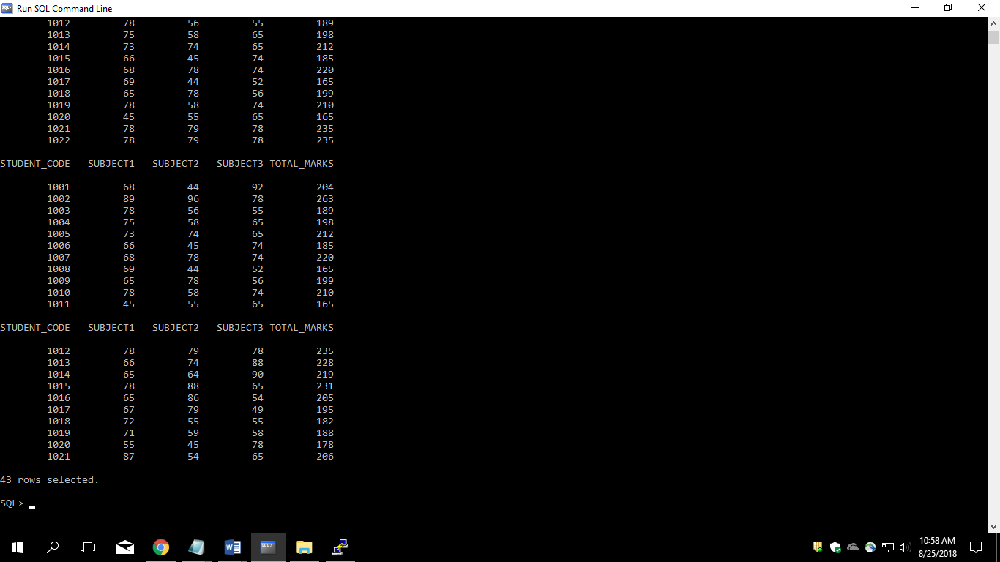 Run SQL Command Line
1012 78 56 55 189
1013 75 58 65 198
1014 73 74 65 212
1015 66 45 74 185
1016 68 78 74 220
1017 69 44 52 165
1018 65 78 56 199
1019 78 58 74 210
1020 45 55 65 165
1021 78 79 78 235
1022 78 79 78 235
STUDENT_CODE SUBJECT1 SUBJECT2 SUBJECT3 TOTAL_MARKS
------------ ---------- ---------- ---------- -----------
1001 68 44 92 204
1002 89 96 78 263
1003 78 56 55 189
1004 75 58 65 198
1005 73 74 65 212
1006 66 45 74 185
1007 68 78 74 220
1008 69 44 52 165
1009 65 78 56 199
1010 78 58 74 210
1011 45 55 65 165
STUDENT_CODE SUBJECT1 SUBJECT2 SUBJECT3 TOTAL_MARKS
------------ ---------- ---------- ---------- -----------
1012 78 79 78 235
1013 66 74 88 228
1014 65 64 90 219
1015 78 88 65 231
1016 65 86 54 205
1017 67 79 49 195
1018 72 55 55 182
1019 71 59 58 188
1020 55 45 78 178
1021 87 54 65 206
43 rows selected.
SQL> _
10:58 AM
8/25/2018